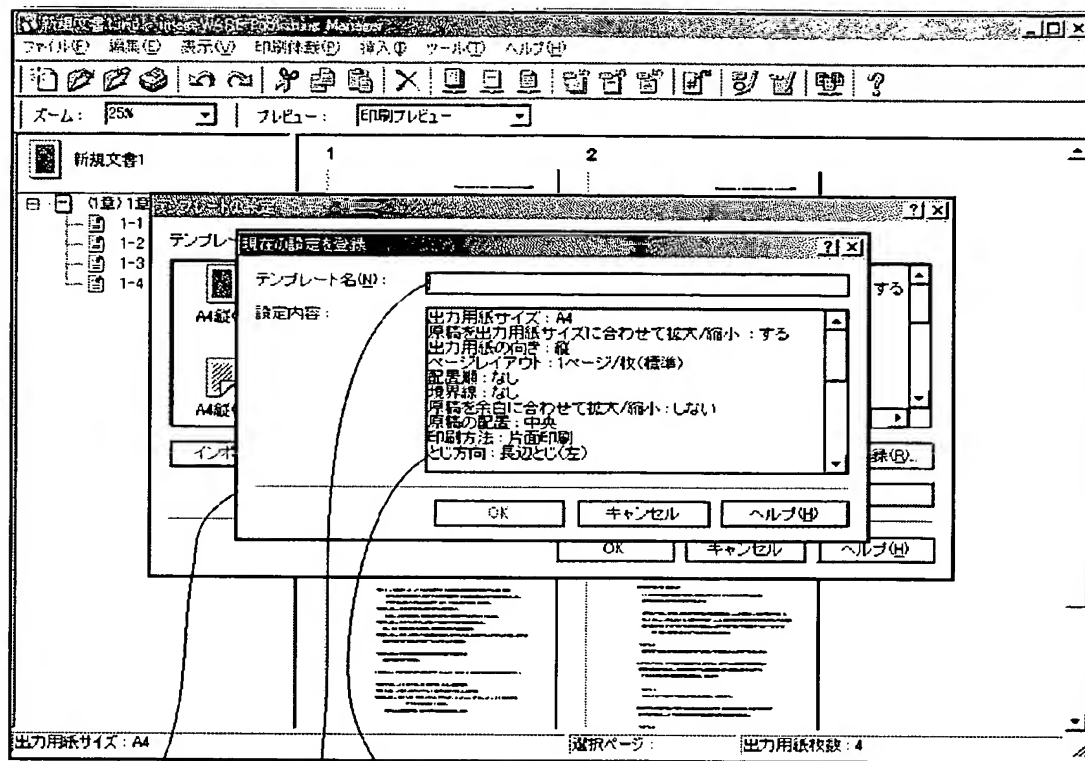 ファイル(F) 編集(E) 表示(V) 印刷体裁(P) 挿入(I) ツール(T) ヘルプ(H)
ズーム: 25% プレビュー: 印刷プレビュー
新規文書1
1 2
(1章)1章
1-1
1-2
1-3
1-4
テンプレー
現在の設定を登録
テンプレート名(N):
設定内容:
出力用紙サイズ:A4
原稿を出力用紙サイズに合わせて拡大/縮小 :する
出力用紙の向き:縦
ページレイアウト:1ページ/枚(標準)
配置順:なし
境界線:なし
原稿を余白に合わせて拡大/縮小:しない
原稿の配置:中央
印刷方法:片面印刷
とじ方向:長辺とじ(左)
する
A4縦
A4縦
インポ
録(R)...
OK キャンセル ヘルプ(H)
OK キャンセル ヘルプ(H)
出力用紙サイズ:A4 選択ページ: 出力用紙枚数:4